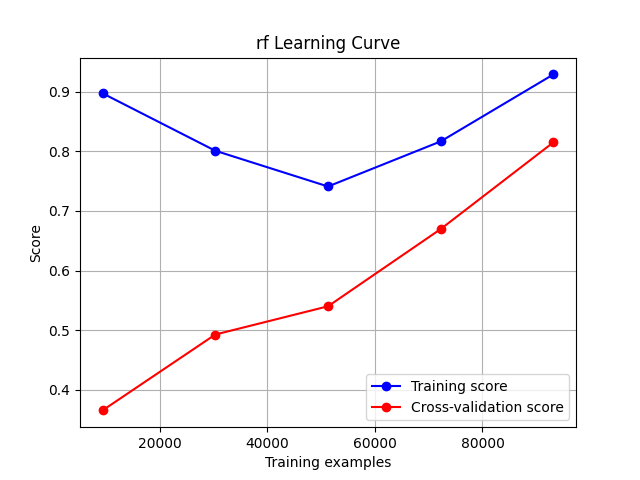 rf Learning Curve
Score
0.9
0.8
0.7
0.6
0.5
0.4
20000
40000
60000
80000
Training examples
Training score
Cross-validation score